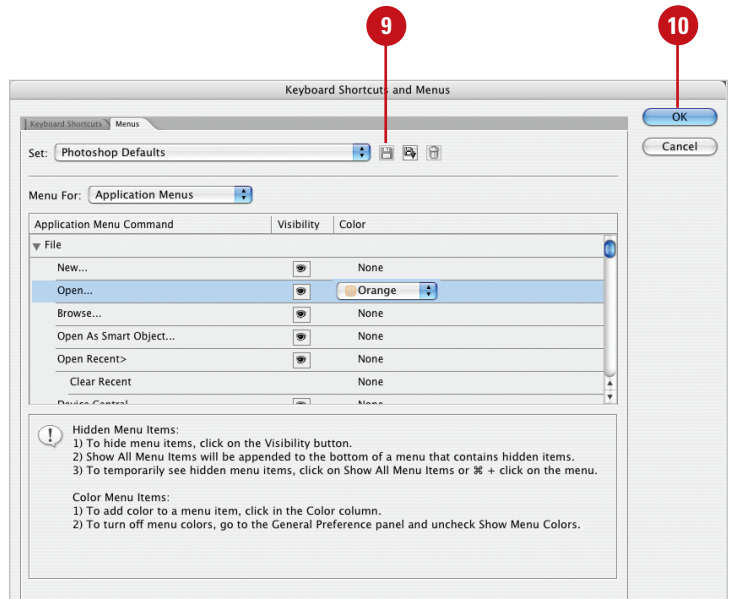 9
10
Keyboard Shortcuts and Menus
Keyboard Shortcuts
Menus
OK
Set: Photoshop Defaults
Cancel
Menu For: Application Menus
Application Menu Command Visibility Color
File
New... None
Open... Orange
Browse... None
Open As Smart Object... None
Open Recent> None
Clear Recent None
Device Central None
Hidden Menu Items:
1) To hide menu items, click on the Visibility button.
2) Show All Menu Items will be appended to the bottom of a menu that contains hidden items.
3) To temporarily see hidden menu items, click on Show All Menu Items or ⌘ + click on the menu.
Color Menu Items:
1) To add color to a menu item, click in the Color column.
2) To turn off menu colors, go to the General Preference panel and uncheck Show Menu Colors.